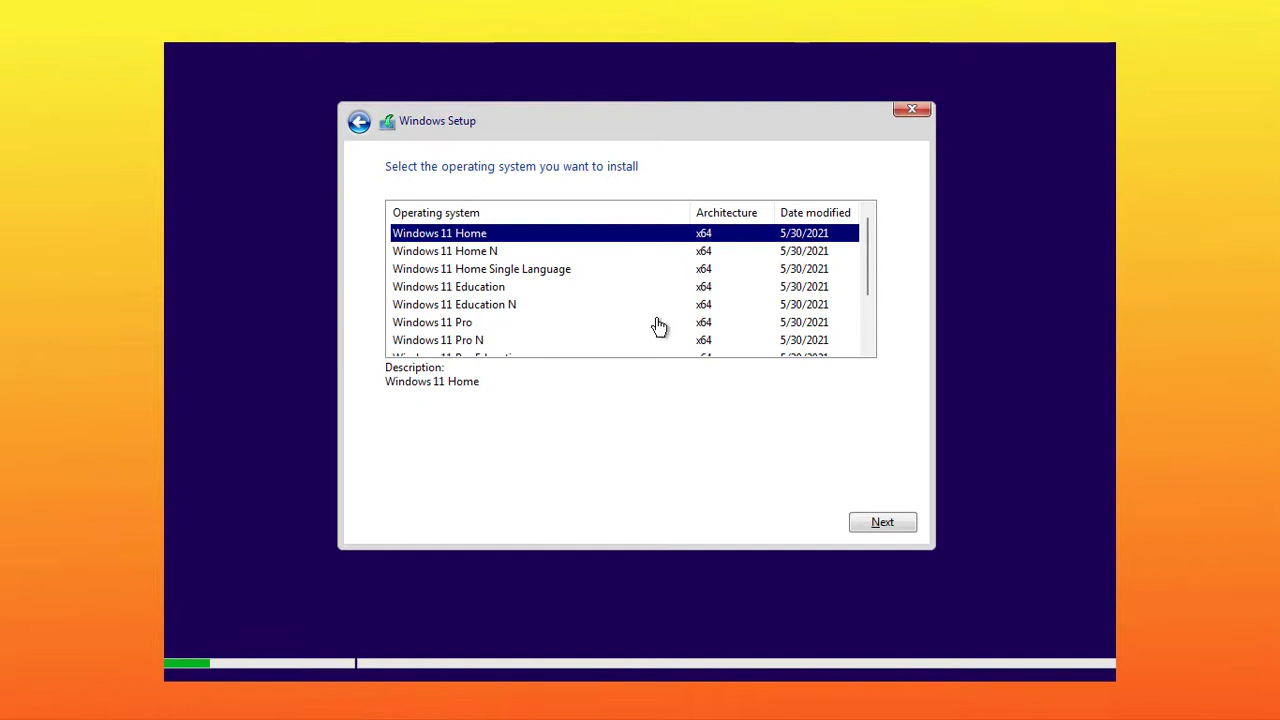 Windows Setup
Select the operating system you want to install
Operating system Architecture Date modified
Windows 11 Home x64 5/30/2021
Windows 11 Home N x64 5/30/2021
Windows 11 Home Single Language x64 5/30/2021
Windows 11 Education x64 5/30/2021
Windows 11 Education N x64 5/30/2021
Windows 11 Pro x64 5/30/2021
Windows 11 Pro N x64 5/30/2021
Description:
Windows 11 Home
Next